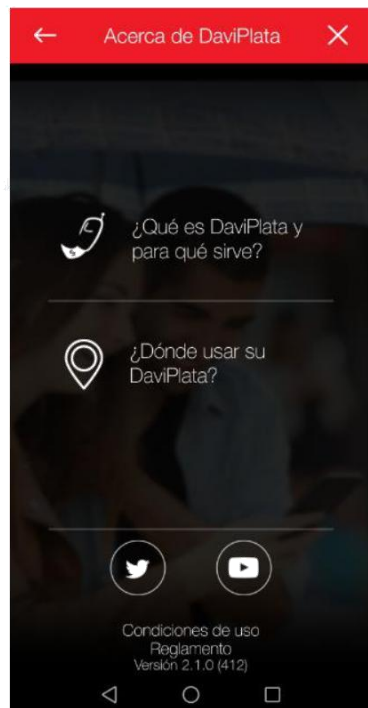 Acerca de DaviPlata
¿Qué es DaviPlata y
para qué sirve?
¿Dónde usar su
DaviPlata?
Condiciones de uso
Reglamento
Versión 2.1.0 (412)